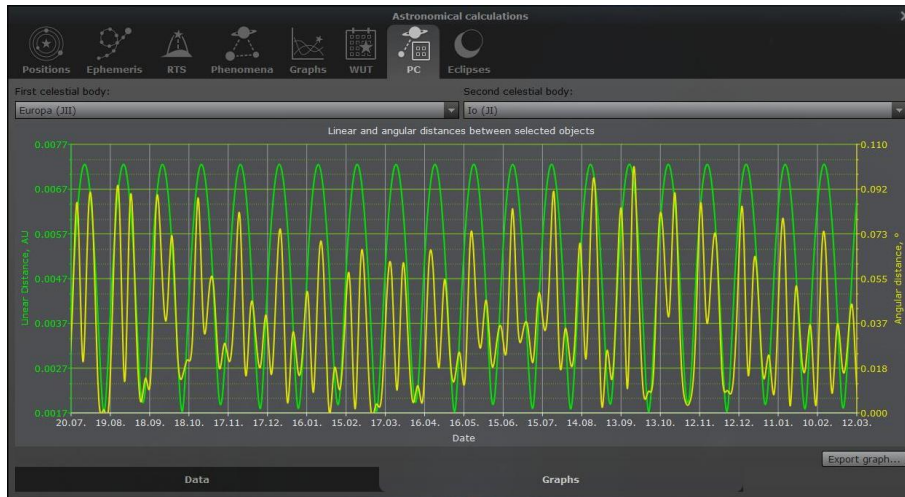 Astronomical calculations
Positions Ephemeris RTS Phenomena Graphs WUT PC Eclipses
First celestial body: Second celestial body:
Europa (JII) Io (JI)
Linear and angular distances between selected objects
0.0077 0.110
0.0067 0.092
0.0057 0.073
0.0047 0.055
0.0037 0.037
0.0027 0.018
0.0017 0.000
Linear Distance, AU
Angular distance, °
20.07. 19.08. 18.09. 18.10. 17.11. 17.12. 16.01. 15.02. 17.03. 16.04. 16.05. 15.06. 15.07. 14.08. 13.09. 13.10. 12.11. 12.12. 11.01. 10.02. 12.03.
Date
Export graph...
Data Graphs